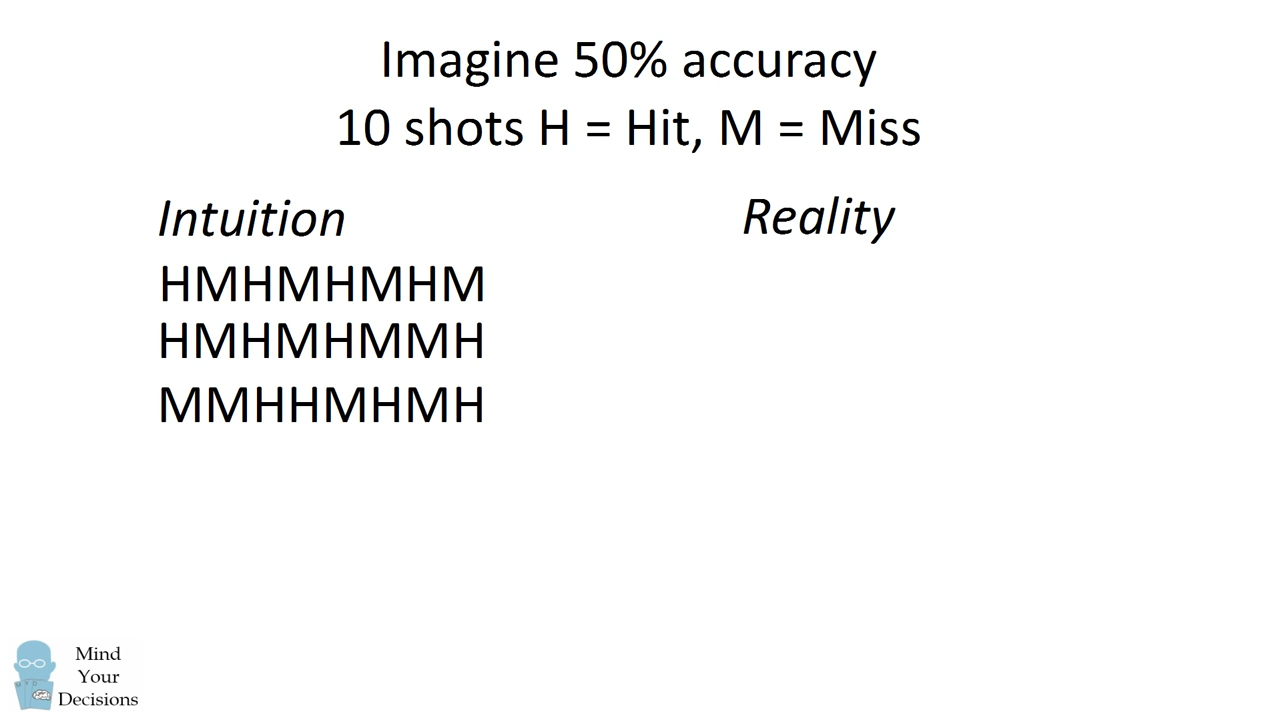 Imagine 50% accuracy
10 shots H = Hit, M = Miss
Intuition
Reality
HMHMHMHM
HMHMHMMH
MMHHMHMH
Mind
Your
Decisions